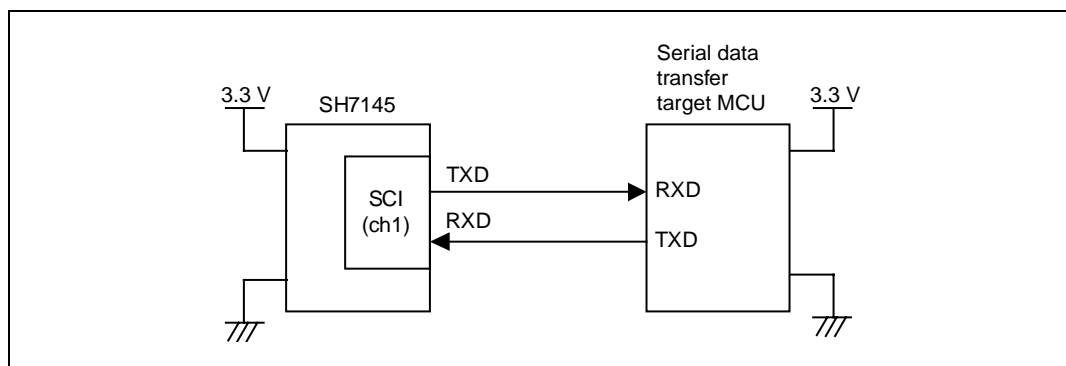 Serial data
transfer
target MCU
3.3 V
SH7145
3.3 V
TXD
RXD
SCI
(ch1)
RXD
TXD